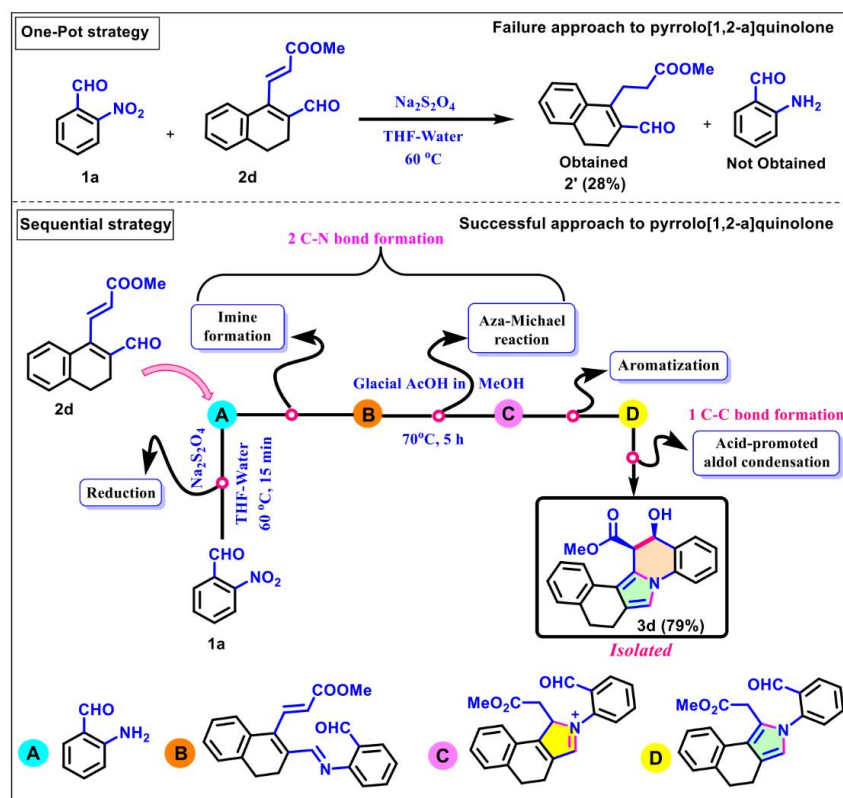 One-Pot strategy
Failure approach to pyrrolo[1,2-a]quinolone
CHO
NO₂
1a
+
COOMe
CHO
2d
Na₂S₂O₄
THF-Water
60 °C
COOMe
CHO
Obtained
2' (28%)
+
CHO
NH₂
Not Obtained
Sequential strategy
Successful approach to pyrrolo[1,2-a]quinolone
2 C-N bond formation
COOMe
CHO
2d
Imine
formation
Aza-Michael
reaction
Aromatization
Glacial AcOH in MeOH
A
B
C
D
70°C, 5 h
1 C-C bond formation
Acid-promoted
aldol condensation
Reduction
Na₂S₂O₄
THF-Water
60 °C, 15 min
CHO
NO₂
1a
O
OH
MeO
N
3d (79%)
Isolated
A
CHO
NH₂
B
COOMe
OHC
N
C
OHC
MeO₂C
N
+
D
OHC
MeO₂C
N